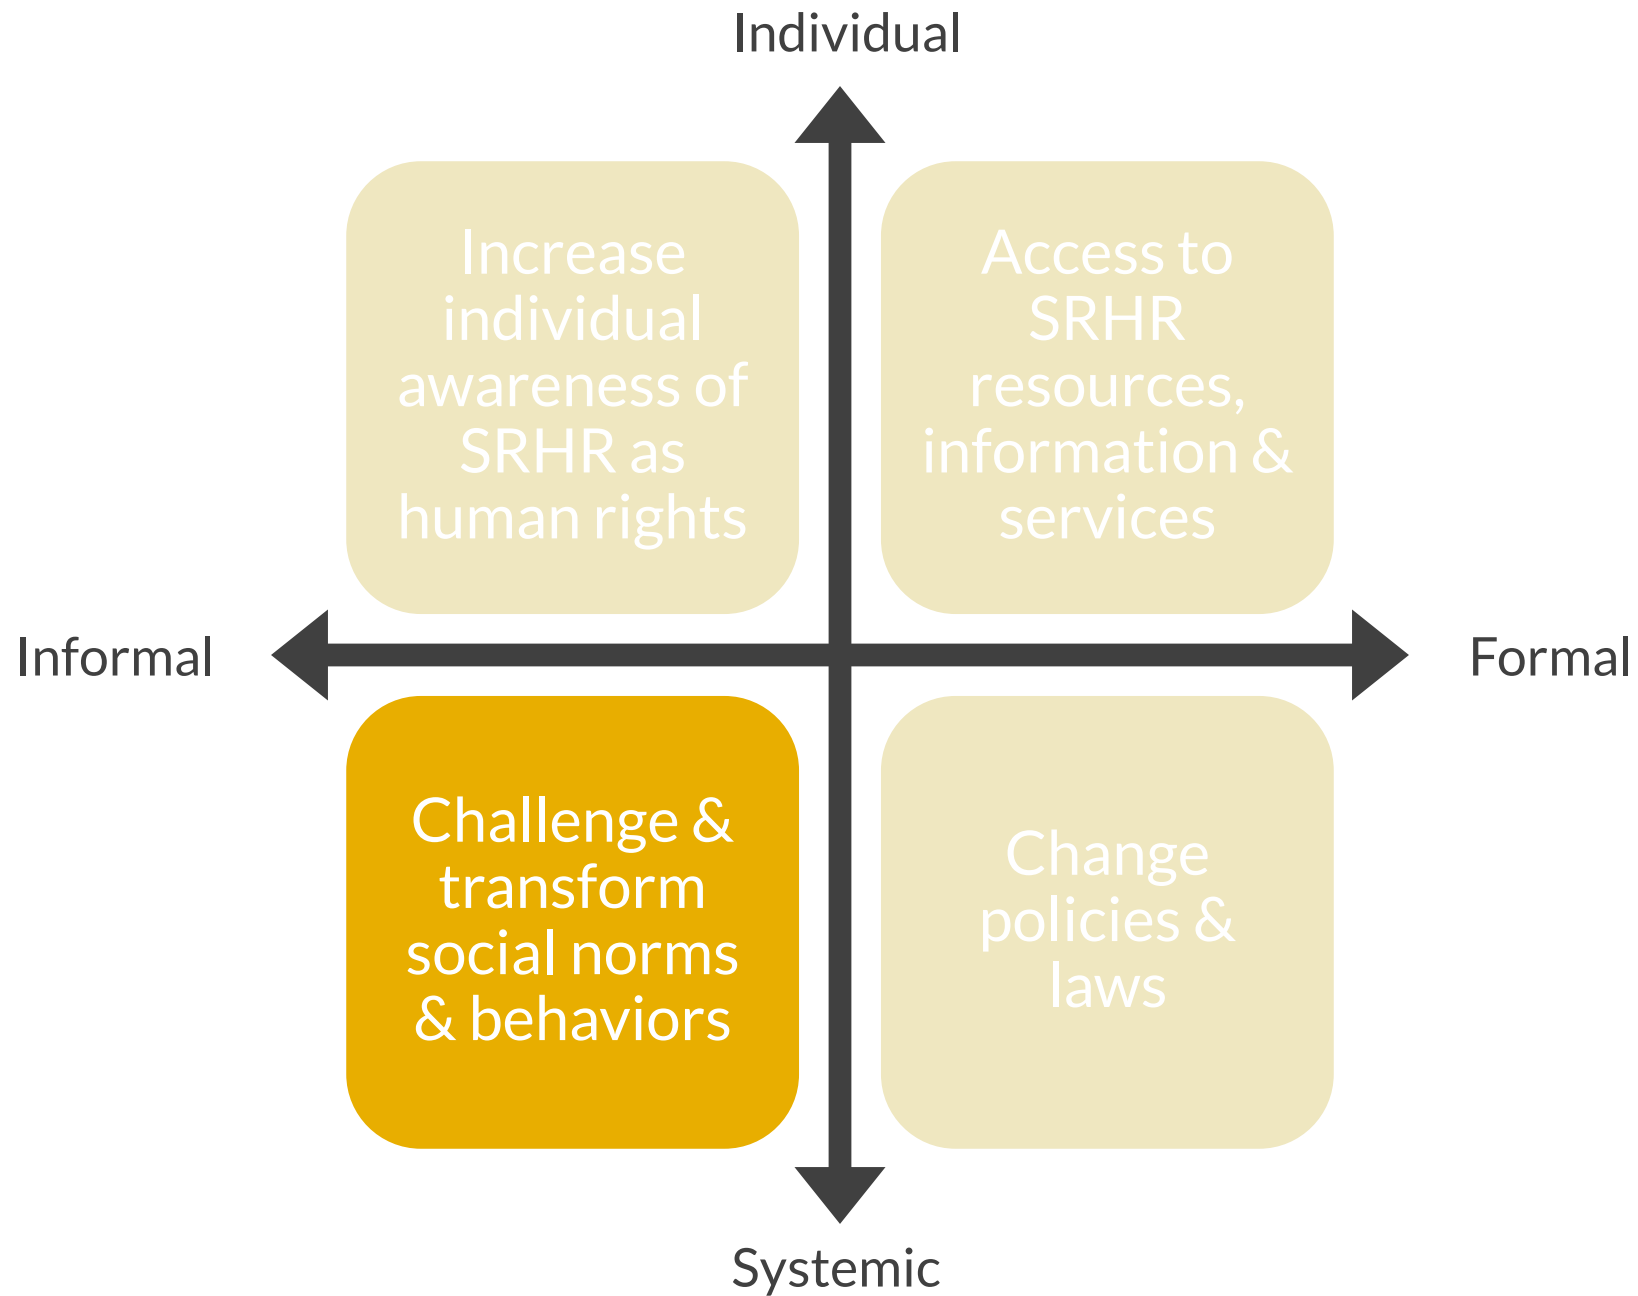 Individual
Increase
individual
awareness of
SRHR as
human rights
Access to
SRHR
resources,
information &
services
Informal
Formal
Challenge &
transform
social norms
& behaviors
Change
policies &
laws
Systemic